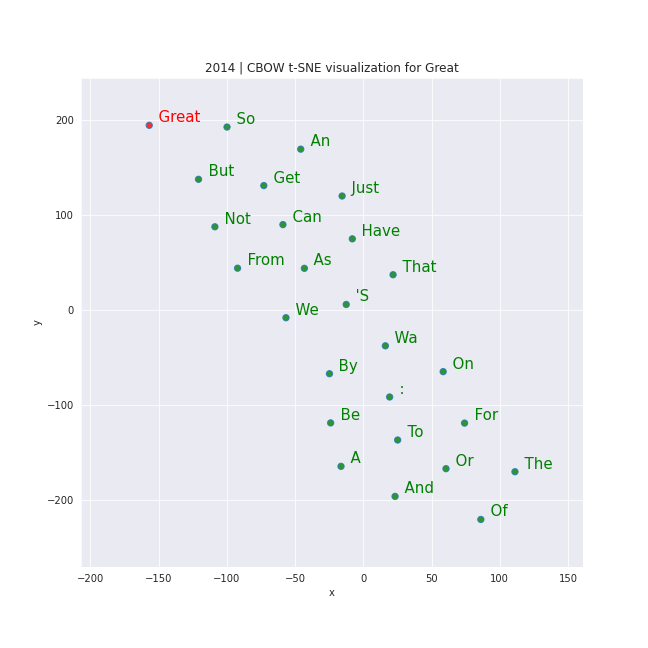 2014 | CBOW t-SNE visualization for Great
200
100
0
−100
−200
y
Great
So
An
But
Get
Just
Not
Can
Have
From
As
That
'S
We
Wa
By
On
:
Be
For
To
A
Or
The
And
Of
−200
−150
−100
−50
0
50
100
150
x